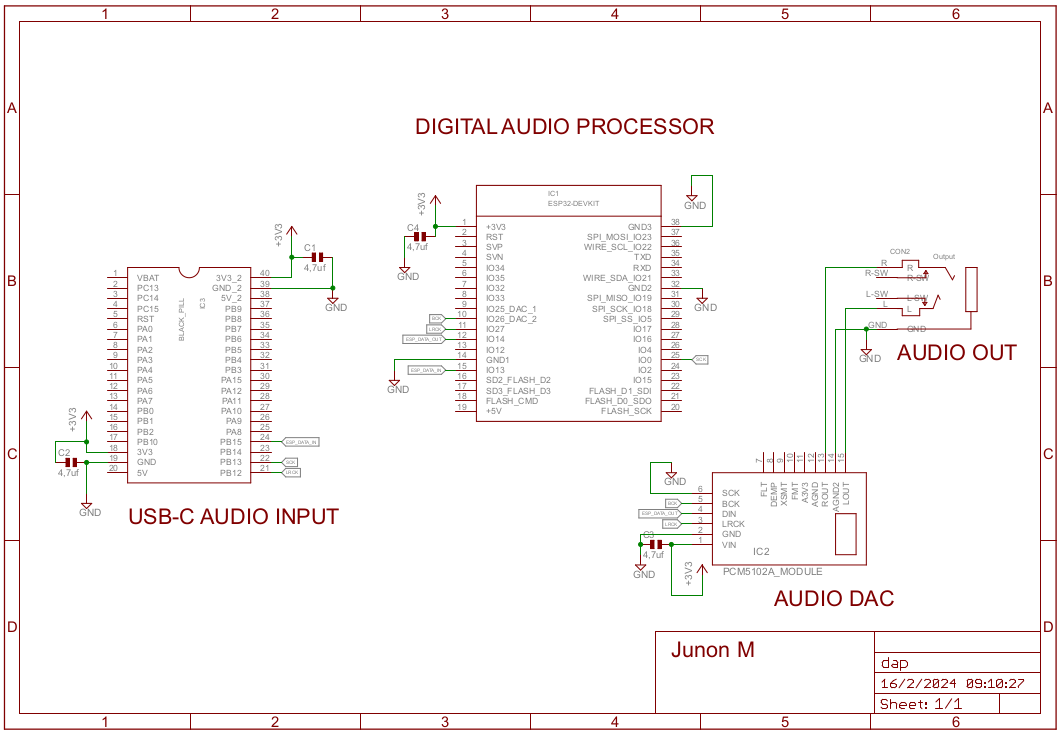 1 2 3 4 5 6
A A
B B
C C
D D
DIGITAL AUDIO PROCESSOR
+3V3
C1
4,7uf
GND
1 VBAT 3V3_2 40
2 PC13 GND_2 39
3 PC14 5V_2 38
4 PC15 PB9 37
5 RST PB8 36
6 PA0 PB7 35
7 PA1 PB6 34
8 PA2 PB5 33
9 PA3 PB4 32
10 PA4 PB3 31
11 PA5 PA15 30
12 PA6 PA12 29
13 PA7 PA11 28
14 PB0 PA10 27
15 PB1 PA9 26
16 PB2 PA8 25
17 PB10 PB15 24 ESP_DATA_IN
18 3V3 PB14 23
19 GND PB13 22 SCK
20 5V PB12 21 LRCK
BLACK_PILL
IC3
+3V3
C2
4,7uf
GND
USB-C AUDIO INPUT
+3V3
C4
4,7uf
GND
IC1
ESP32-DEVKIT
GND
1 +3V3 GND3 38
2 RST SPI_MOSI_IO23 37
3 SVP WIRE_SCL_IO22 36
4 SVN TXD 35
5 IO34 RXD 34
6 IO35 WIRE_SDA_IO21 33
7 IO32 GND2 32
8 IO33 SPI_MISO_IO19 31
9 IO25_DAC_1 SPI_SCK_IO18 30
BCK 10 IO26_DAC_2 SPI_SS_IO5 29
LRCK 11 IO27 IO17 28
ESP_DATA_OUT 12 IO14 IO16 27
13 IO12 IO4 26
14 GND1 IO0 25 SCK
ESP_DATA_IN 15 IO13 IO2 24
16 SD2_FLASH_D2 IO15 23
17 SD3_FLASH_D3 FLASH_D1_SDI 22
18 FLASH_CMD FLASH_D0_SDO 21
19 +5V FLASH_SCK 20
GND
GND
CON2
Output
R R
R-SW R-SW
L-SW L-SW
L L
GND GND
GND
AUDIO OUT
7 8 9 10 11 12 13 14 15
FLT DEMP XSMT FMT A3V3 AGND ROUT AGND2 LOUT
GND
6 SCK
BCK 5 BCK
ESP_DATA_OUT 4 DIN
LRCK 3 LRCK
2 GND
1 VIN
C3
4,7uf
GND
+3V3
IC2
PCM5102A_MODULE
AUDIO DAC
Junon M
dap
16/2/2024 09:10:27
Sheet: 1/1
1 2 3 4 5 6